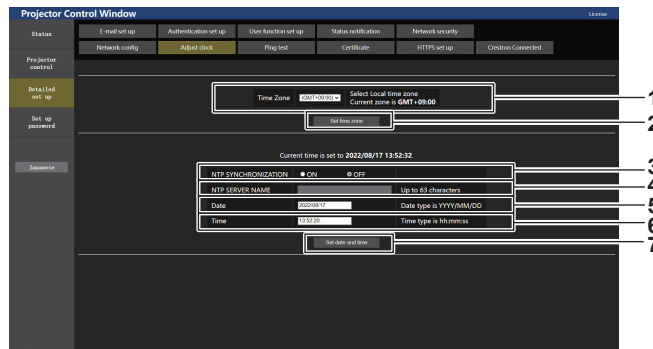 Projector Control Window
License
Status
E-mail set up
Authentication set up
User function set up
Status notification
Network security
Network config
Adjust clock
Ping test
Certificate
HTTPS set up
Crestron Connected
Projector
control
Detailed
set up
Set up
password
Japanese
Time Zone
(GMT+09:00)
Select Local time zone
Current zone is GMT+09:00
1
Set time zone
2
Current time is set to 2022/08/17 13:52:32.
NTP SYNCHRONIZATION ON OFF
3
NTP SERVER NAME Up to 63 characters
4
Date 2022/08/17 Date type is YYYY/MM/DD
5
Time 13:52:20 Time type is hh:mm:ss
6
Set date and time
7